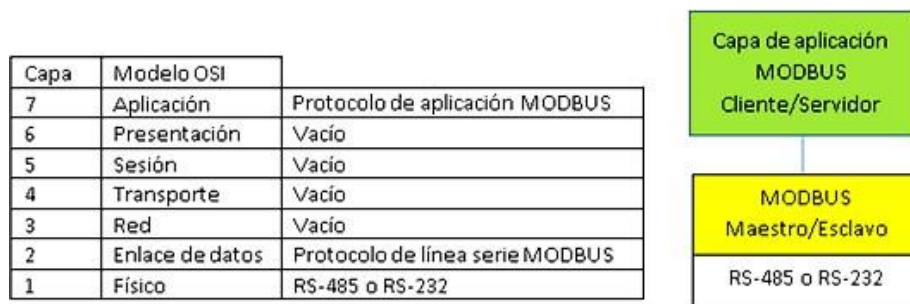 Capa Modelo OSI
7 Aplicación Protocolo de aplicación MODBUS
6 Presentación Vacío
5 Sesión Vacío
4 Transporte Vacío
3 Red Vacío
2 Enlace de datos Protocolo de línea serie MODBUS
1 Físico RS-485 o RS-232
Capa de aplicación
MODBUS
Cliente/Servidor
MODBUS
Maestro/Esclavo
RS-485 o RS-232